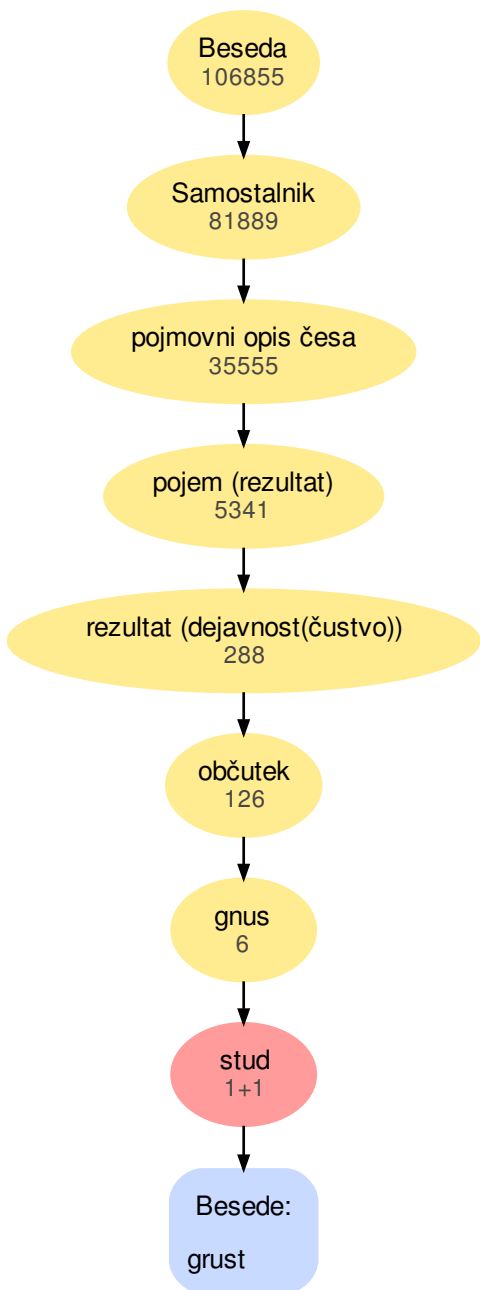 Beseda
106855
Samostalnik
81889
pojmovni opis česa
35555
pojem (rezultat)
5341
rezultat (dejavnost(čustvo))
288
občutek
126
gnus
6
stud
1+1
Besede:
grust